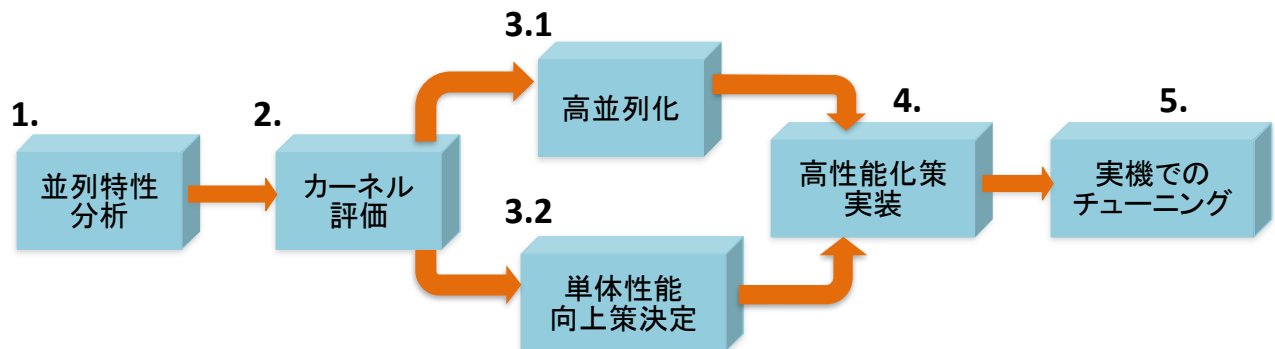 1.
並列特性
分析
2.
カーネル
評価
3.1
高並列化
3.2
単体性能
向上策決定
4.
高性能化策
実装
5.
実機での
チューニング